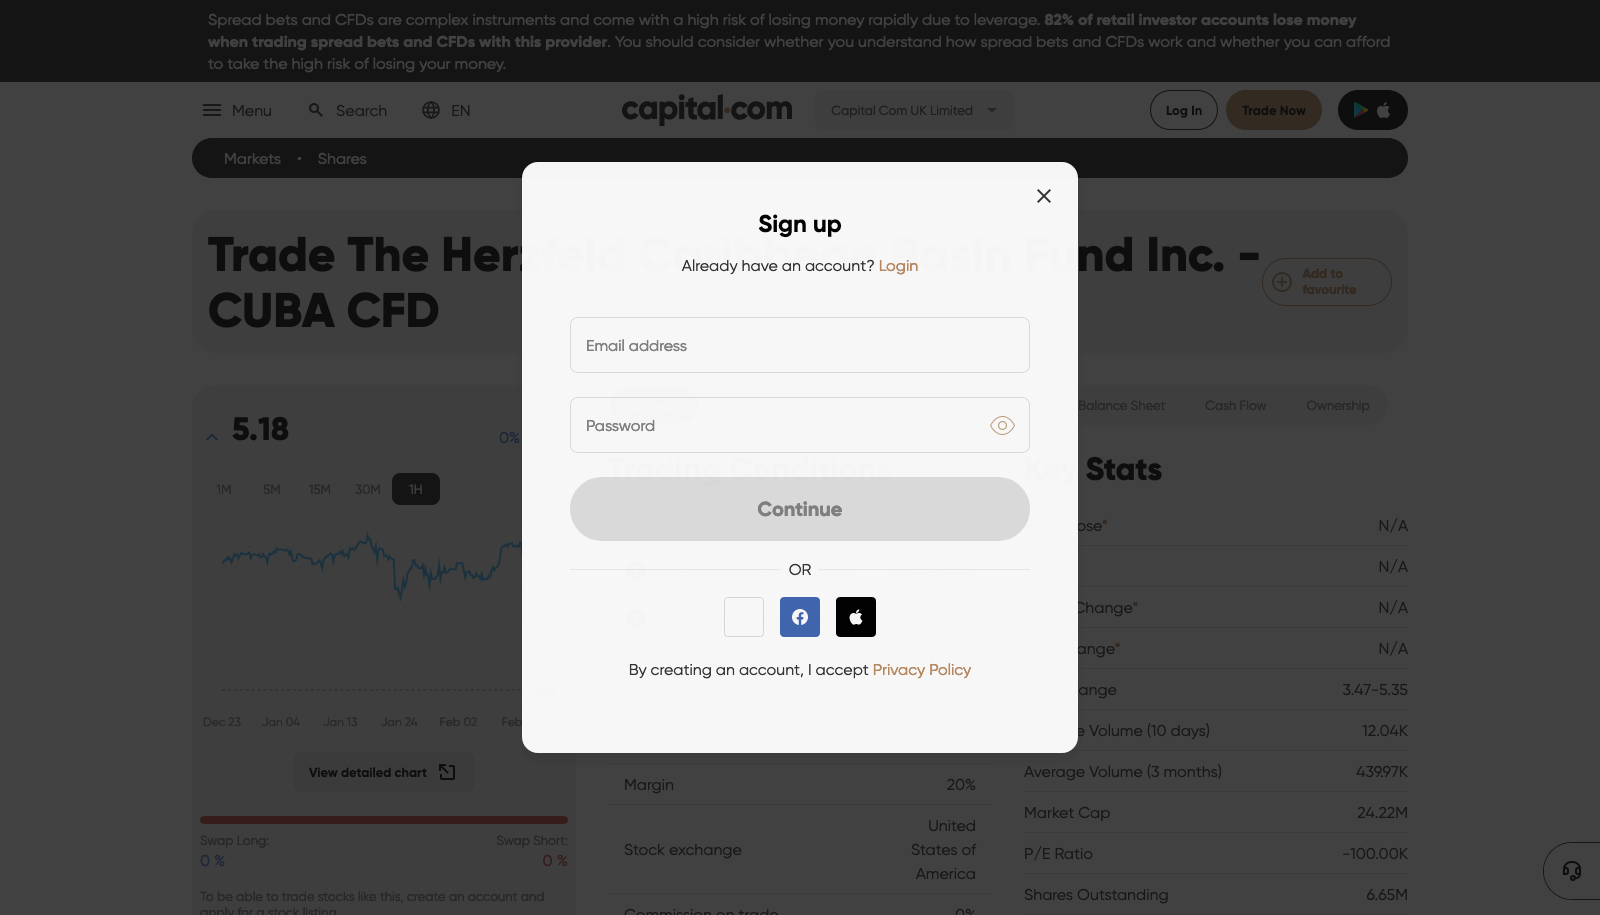 Spread bets and CFDs are complex instruments and come with a high risk of losing money rapidly due to leverage. 82% of retail investor accounts lose money
when trading spread bets and CFDs with this provider. You should consider whether you understand how spread bets and CFDs work and whether you can afford
to take the high risk of losing your money.
Menu
Search
EN
capital.com
Capital Com UK Limited
Log In
Trade Now
Markets • Shares
Sign up
Already have an account? Login
Email address
Password
Continue
OR
By creating an account, I accept Privacy Policy
Trade The Herzfeld Caribbean Basin Fund Inc. -
CUBA CFD
Add to
favourite
5.18
0%
1M 5M 15M 30M 1H
Dec 23 Jan 04 Jan 13 Jan 24 Feb 02 Feb
View detailed chart
Swap Long: Swap Short:
0 % 0 %
To be able to trade stocks like this, create an account and
apply for a stock listing
Trading Conditions
Margin 20%
Stock exchange United
States of
America
Commission on trade 0%
Balance Sheet Cash Flow Ownership
Key Stats
ose* N/A
N/A
Change* N/A
ange* N/A
ange 3.47-5.35
e Volume (10 days) 12.04K
Average Volume (3 months) 439.97K
Market Cap 24.22M
P/E Ratio -100.00K
Shares Outstanding 6.65M